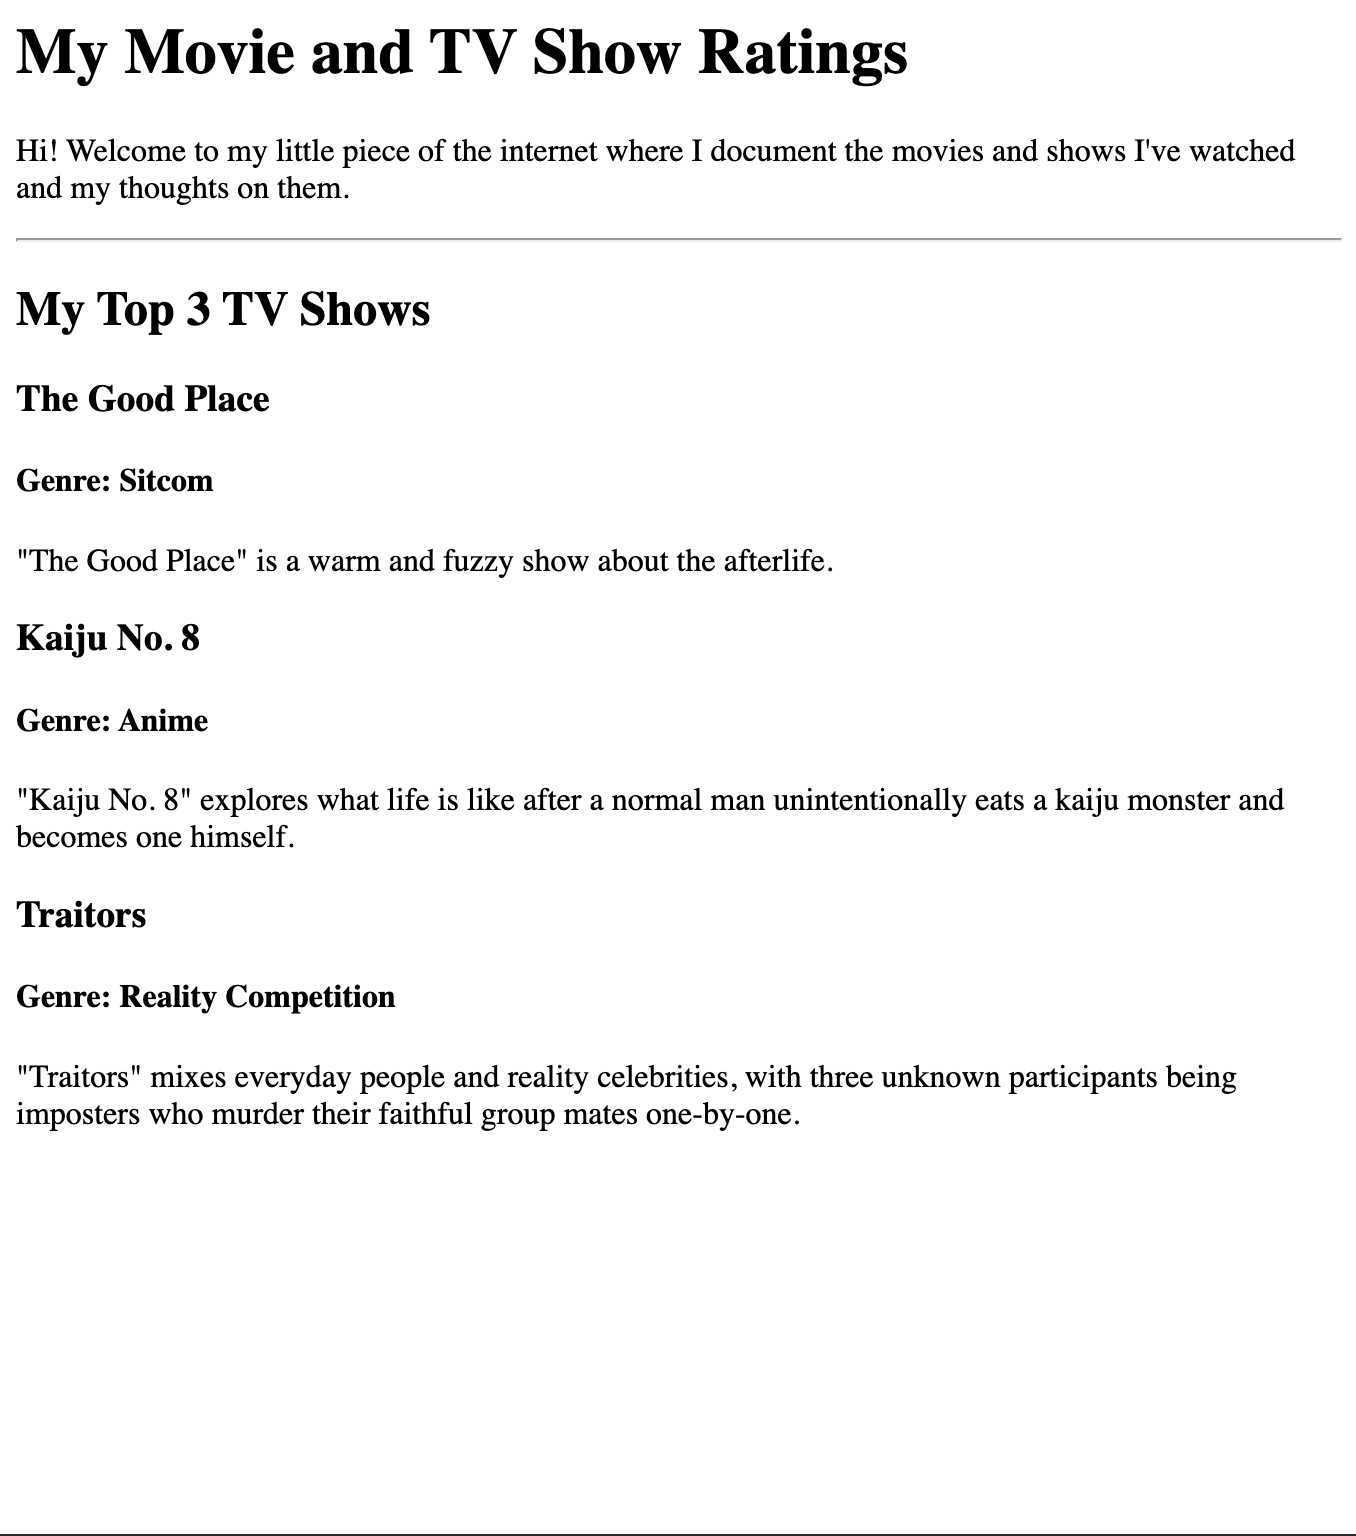 My Movie and TV Show Ratings
Hi! Welcome to my little piece of the internet where I document the movies and shows I've watched
and my thoughts on them.
My Top 3 TV Shows
The Good Place
Genre: Sitcom
"The Good Place" is a warm and fuzzy show about the afterlife.
Kaiju No. 8
Genre: Anime
"Kaiju No. 8" explores what life is like after a normal man unintentionally eats a kaiju monster and
becomes one himself.
Traitors
Genre: Reality Competition
"Traitors" mixes everyday people and reality celebrities, with three unknown participants being
imposters who murder their faithful group mates one-by-one.